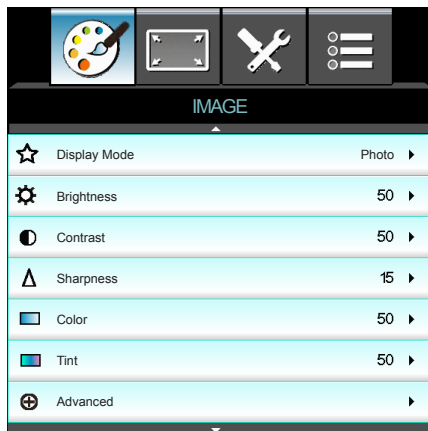 IMAGE
Display Mode Photo
Brightness 50
Contrast 50
Sharpness 15
Color 50
Tint 50
Advanced